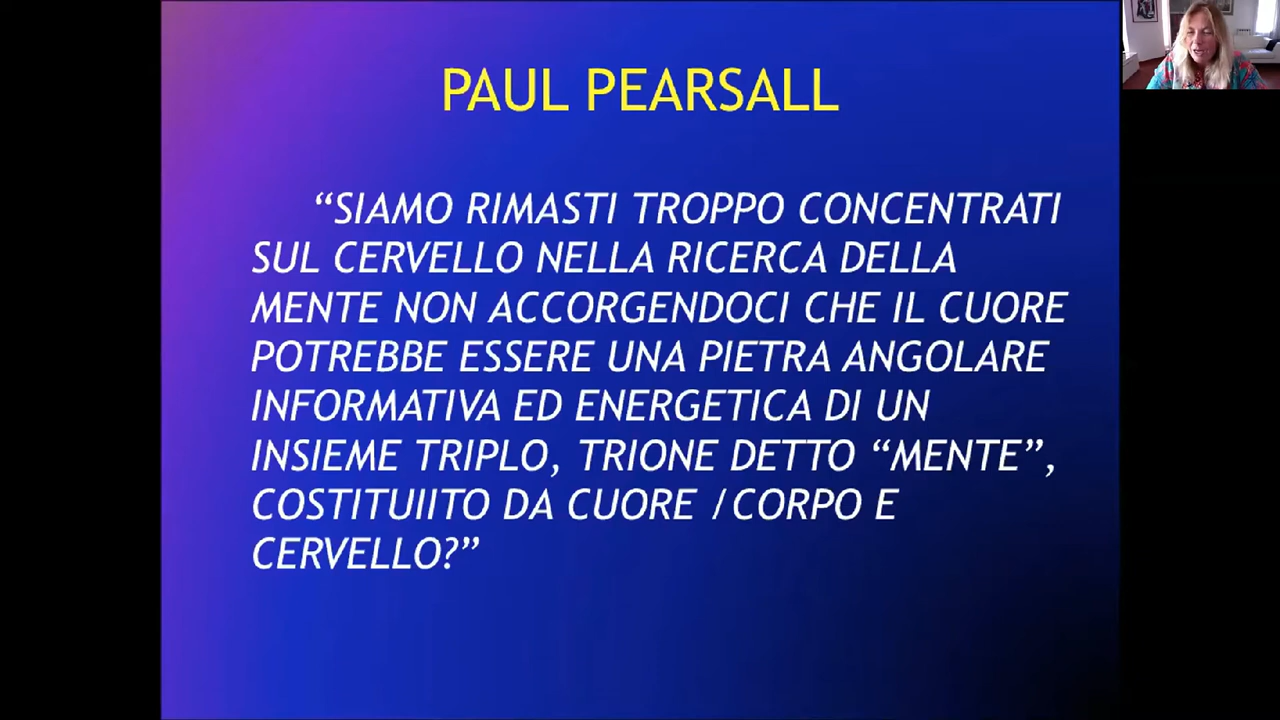 PAUL PEARSALL
“SIAMO RIMASTI TROPPO CONCENTRATI
SUL CERVELLO NELLA RICERCA DELLA
MENTE NON ACCORGENDOCI CHE IL CUORE
POTREBBE ESSERE UNA PIETRA ANGOLARE
INFORMATIVA ED ENERGETICA DI UN
INSIEME TRIPLO, TRIONE DETTO “MENTE”,
COSTITUIITO DA CUORE /CORPO E
CERVELLO?”